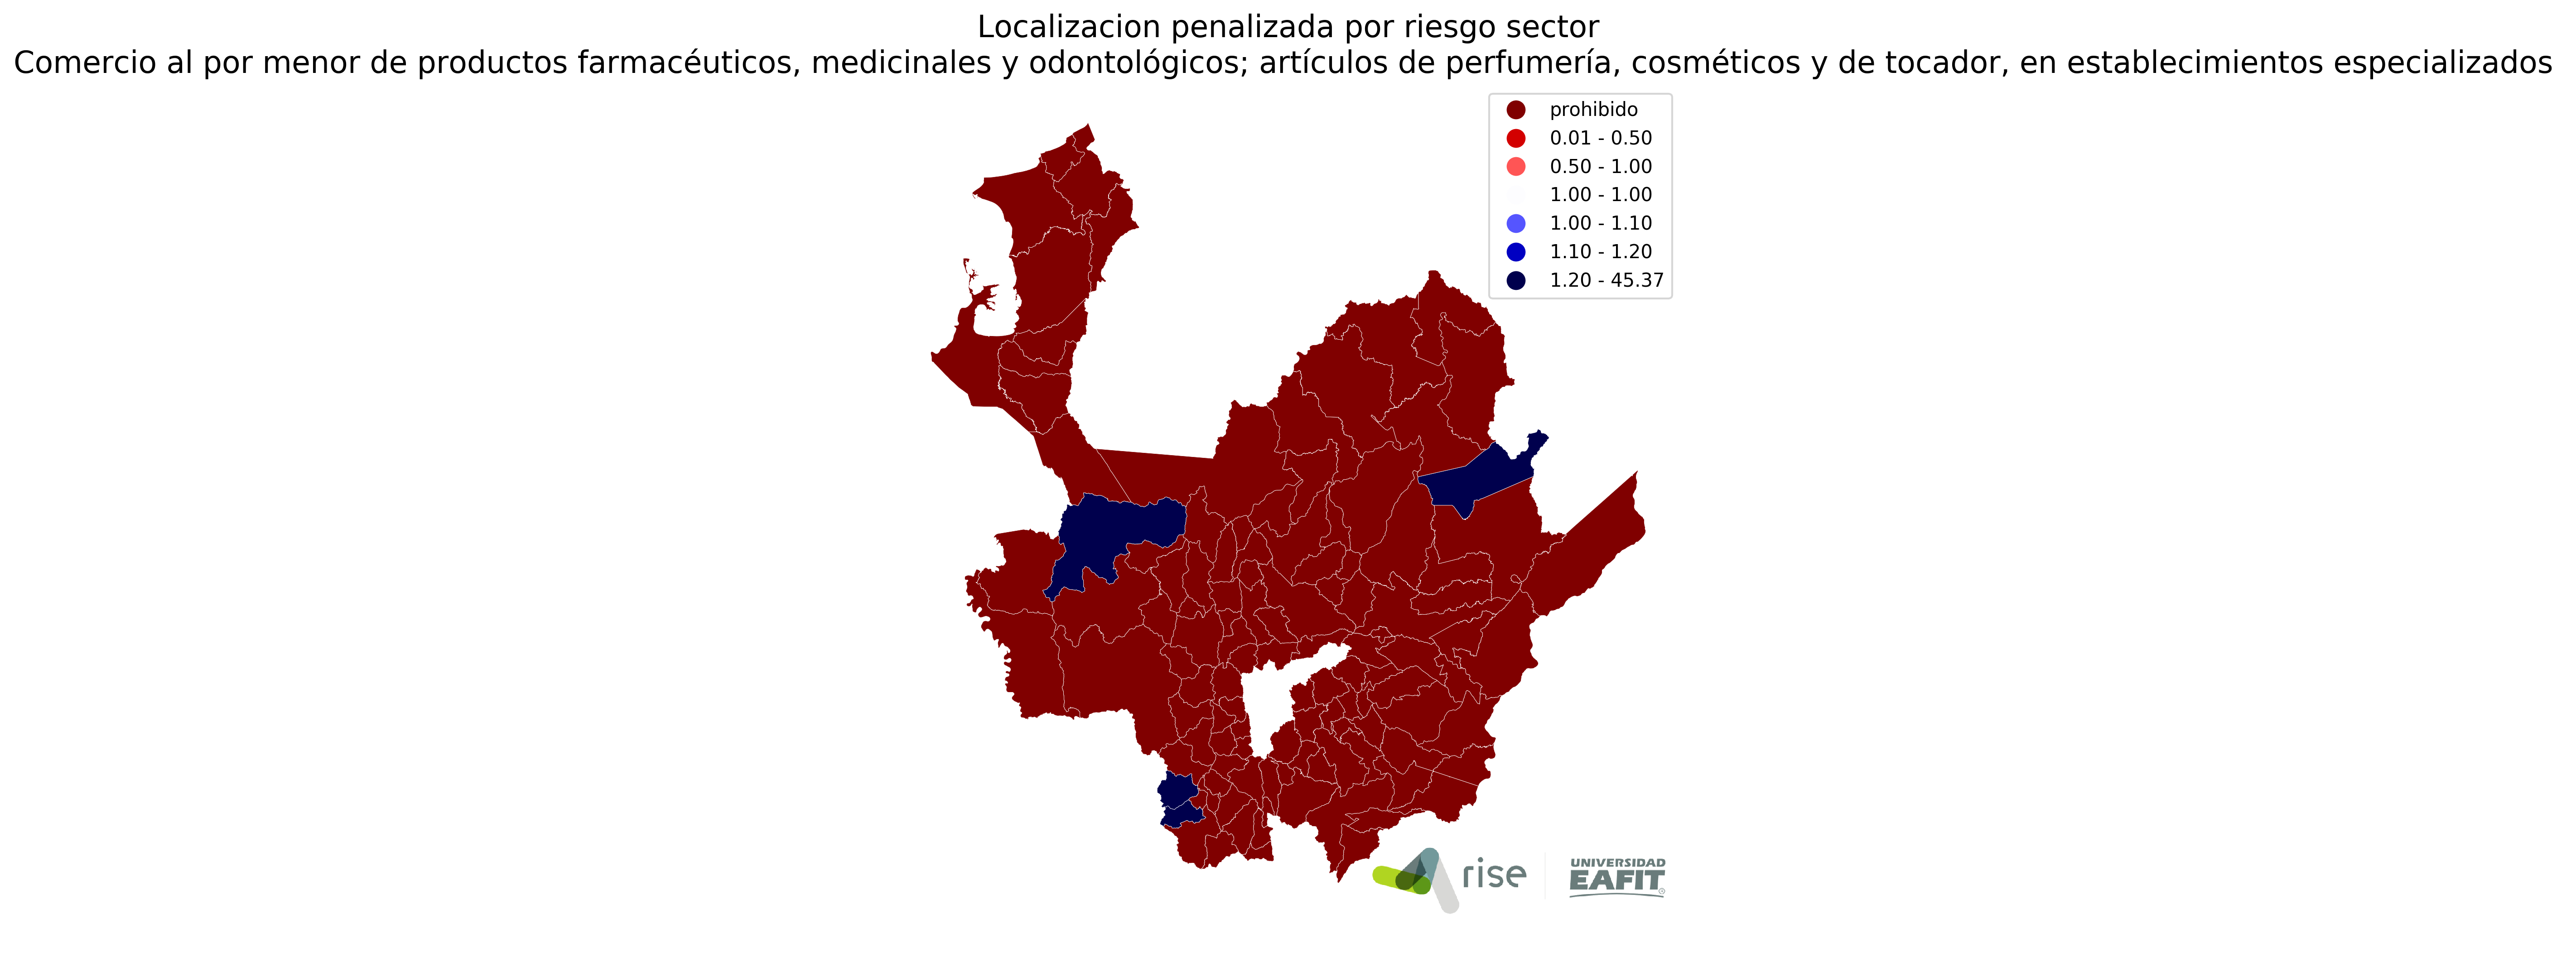 Localizacion penalizada por riesgo sector
Comercio al por menor de productos farmacéuticos, medicinales y odontológicos; artículos de perfumería, cosméticos y de tocador, en establecimientos especializados
prohibido
0.01 - 0.50
0.50 - 1.00
1.00 - 1.00
1.00 - 1.10
1.10 - 1.20
1.20 - 45.37
rise
UNIVERSIDAD
EAFIT®